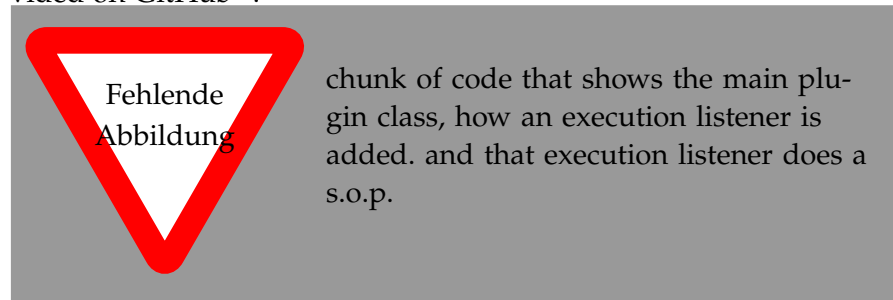 Fehlende
Abbildung
chunk of code that shows the main plu-
gin class, how an execution listener is
added. and that execution listener does a
s.o.p.